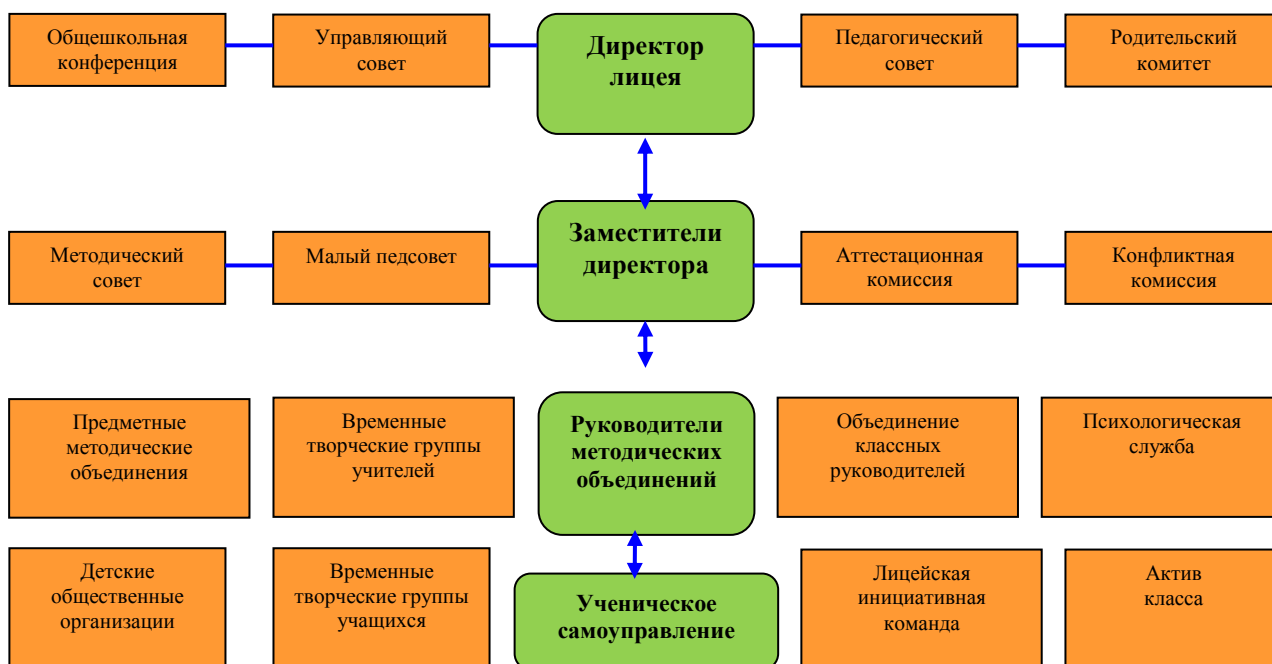 Общешкольная
конференция
Управляющий
совет
Директор
лицея
Педагогический
совет
Родительский
комитет
Методический
совет
Малый педсовет
Заместители
директора
Аттестационная
комиссия
Конфликтная
комиссия
Предметные
методические
объединения
Временные
творческие группы
учителей
Руководители
методических
объединений
Объединение
классных
руководителей
Психологическая
служба
Детские
общественные
организации
Временные
творческие группы
учащихся
Ученическое
самоуправление
Лицейская
инициативная
команда
Актив
класса